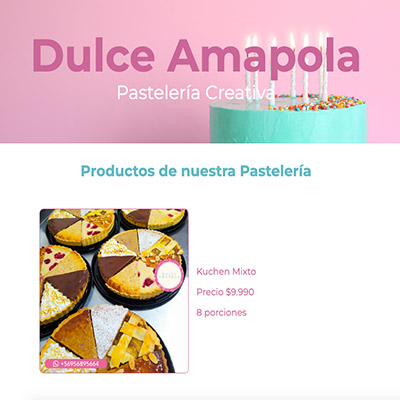 Dulce Amapola
Pastelería Creativa
Productos de nuestra Pastelería
Kuchen Mixto
Precio $9.990
8 porciones
+56956895664